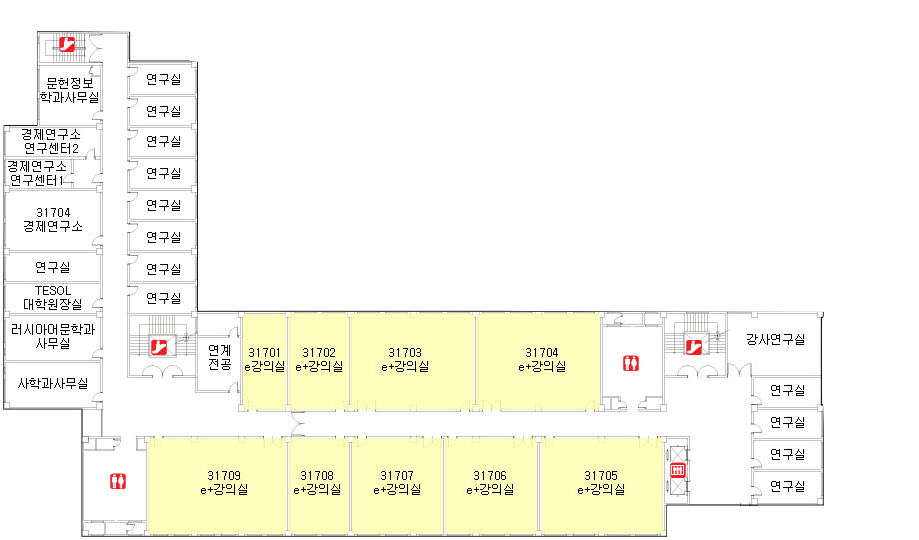 문헌정보
학과사무실
경제연구소
연구센터2
경제연구소
연구센터1
31704
경제연구소
연구실
TESOL
대학원장실
러시아어문학과
사무실
사학과사무실
연구실
연구실
연구실
연구실
연구실
연구실
연구실
연구실
연계
전공
31701
e강의실
31702
e+강의실
31703
e+강의실
31704
e+강의실
강사연구실
연구실
연구실
연구실
연구실
31709
e+강의실
31708
e+강의실
31707
e+강의실
31706
e+강의실
31705
e+강의실